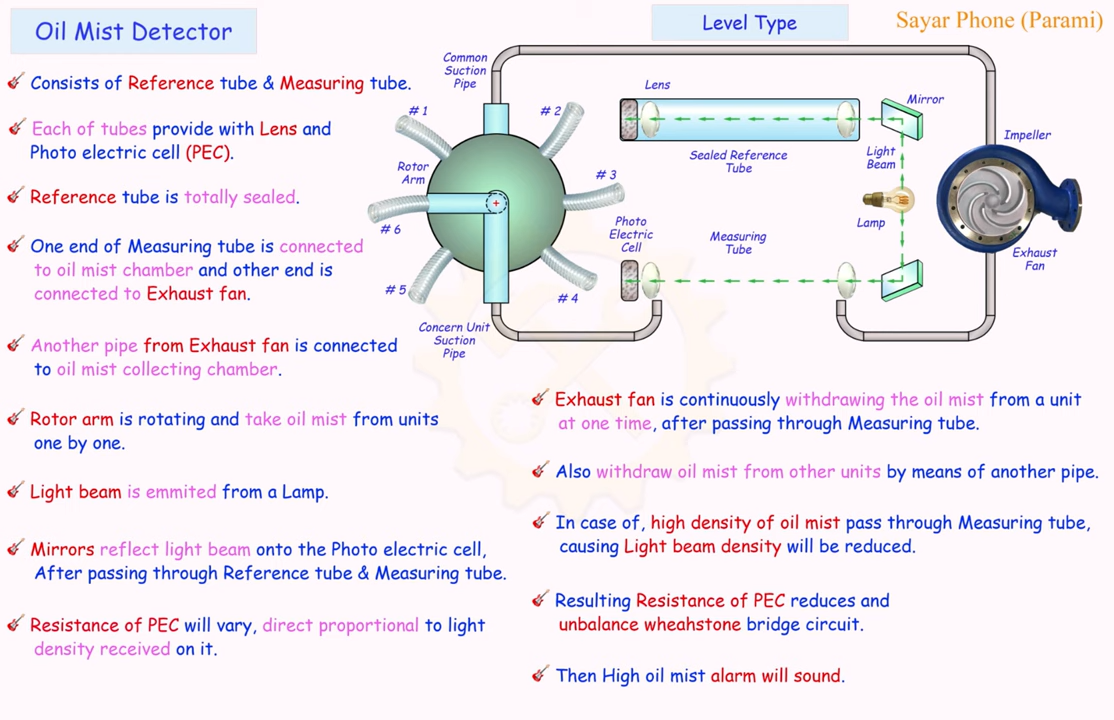 Oil Mist Detector
Level Type
Sayar Phone (Parami)
Consists of Reference tube & Measuring tube.
Each of tubes provide with Lens and
Photo electric cell (PEC).
Reference tube is totally sealed.
One end of Measuring tube is connected
to oil mist chamber and other end is
connected to Exhaust fan.
Another pipe from Exhaust fan is connected
to oil mist collecting chamber.
Rotor arm is rotating and take oil mist from units
one by one.
Light beam is emmited from a Lamp.
Mirrors reflect light beam onto the Photo electric cell,
After passing through Reference tube & Measuring tube.
Resistance of PEC will vary, direct proportional to light
density received on it.
Common
Suction
Pipe
# 1
# 2
Rotor
Arm
# 3
# 6
# 5
# 4
Concern Unit
Suction
Pipe
Lens
Mirror
Sealed Reference
Tube
Light
Beam
Impeller
Photo
Electric
Cell
Measuring
Tube
Lamp
Exhaust
Fan
Exhaust fan is continuously withdrawing the oil mist from a unit
at one time, after passing through Measuring tube.
Also withdraw oil mist from other units by means of another pipe.
In case of, high density of oil mist pass through Measuring tube,
causing Light beam density will be reduced.
Resulting Resistance of PEC reduces and
unbalance wheahstone bridge circuit.
Then High oil mist alarm will sound.